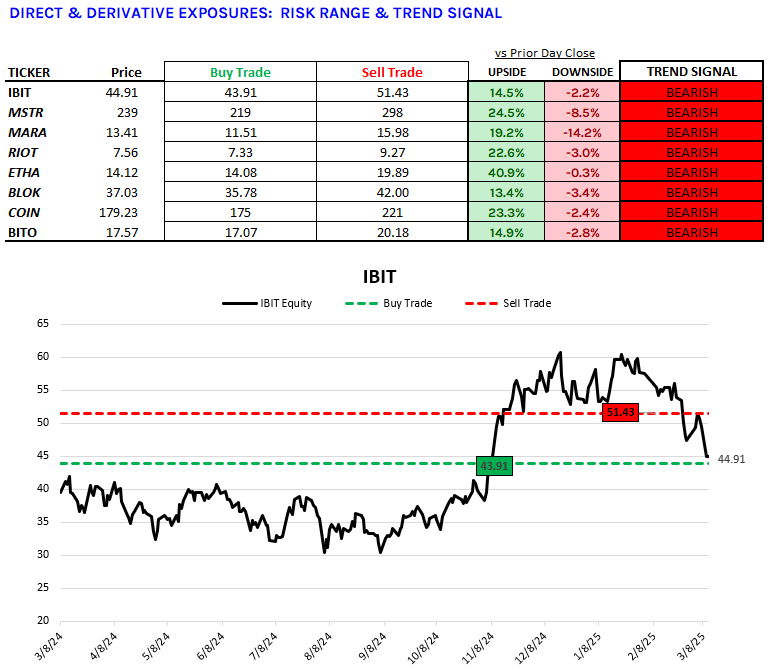 DIRECT & DERIVATIVE EXPOSURES: RISK RANGE & TREND SIGNAL
vs Prior Day Close
TICKER Price Buy Trade Sell Trade UPSIDE DOWNSIDE TREND SIGNAL
IBIT 44.91 43.91 51.43 14.5% -2.2% BEARISH
MSTR 239 219 298 24.5% -8.5% BEARISH
MARA 13.41 11.51 15.98 19.2% -14.2% BEARISH
RIOT 7.56 7.33 9.27 22.6% -3.0% BEARISH
ETHA 14.12 14.08 19.89 40.9% -0.3% BEARISH
BLOK 37.03 35.78 42.00 13.4% -3.4% BEARISH
COIN 179.23 175 221 23.3% -2.4% BEARISH
BITO 17.57 17.07 20.18 14.9% -2.8% BEARISH
IBIT
IBIT Equity Buy Trade Sell Trade
65
60
55
50
51.43
45
43.91
44.91
40
35
30
25
20
3/8/24 4/8/24 5/8/24 6/8/24 7/8/24 8/8/24 9/8/24 10/8/24 11/8/24 12/8/24 1/8/25 2/8/25 3/8/25